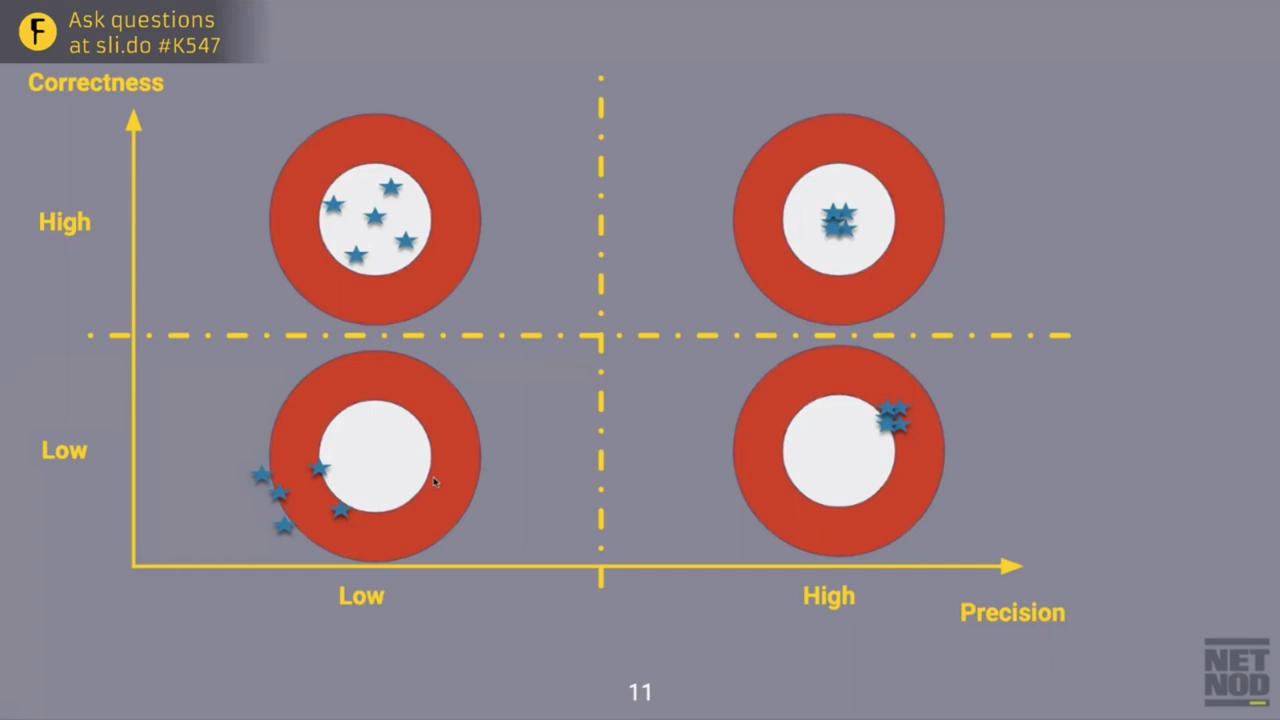 Ask questions
at sli.do #K547
Correctness
High
Low
Low
High
Precision
11
NET
NOD